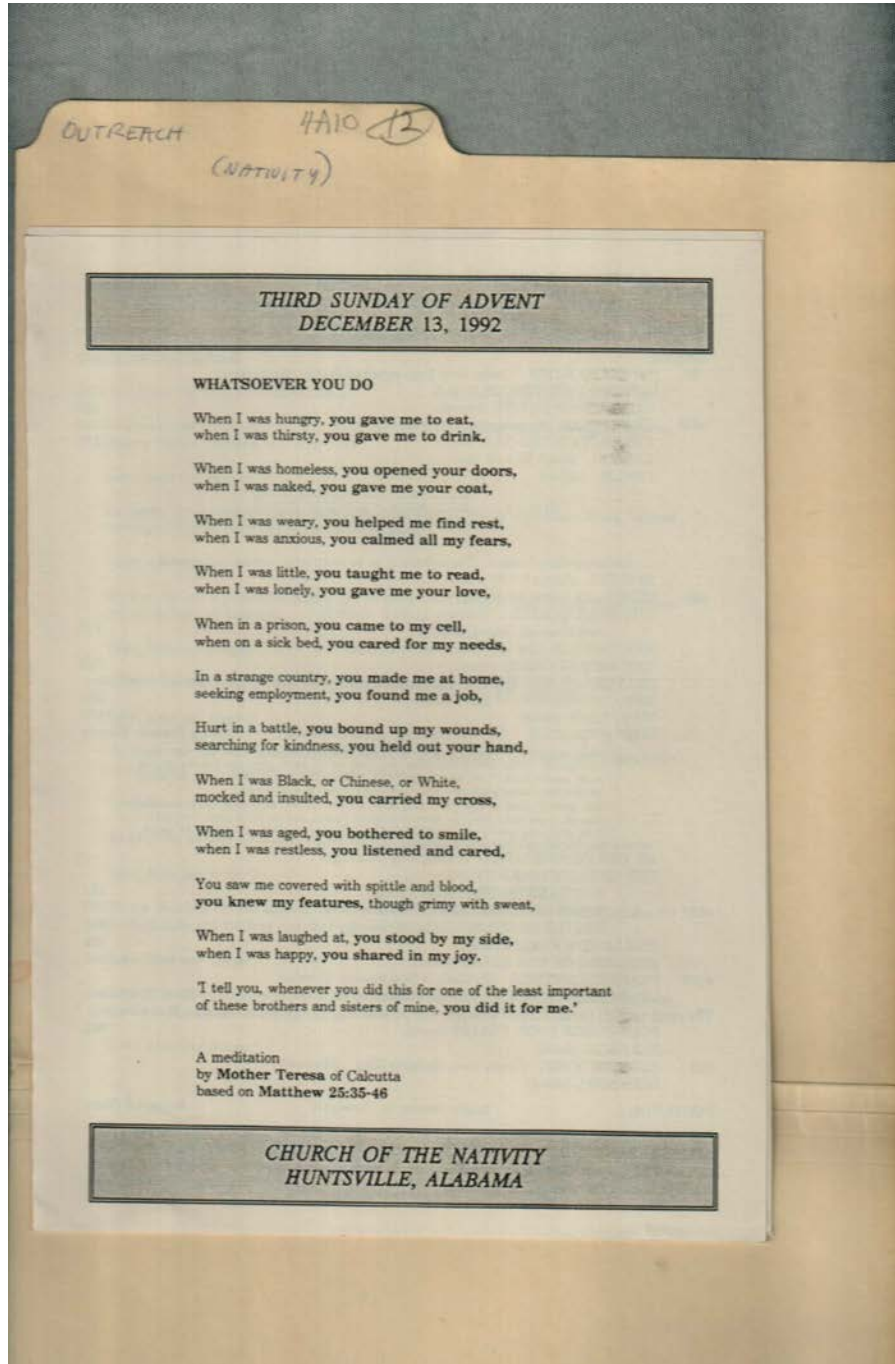 OUTREACH 4A10 12
(NATIVITY)
THIRD SUNDAY OF ADVENT
DECEMBER 13, 1992
WHATSOEVER YOU DO
When I was hungry, you gave me to eat,
when I was thirsty, you gave me to drink.
When I was homeless, you opened your doors,
when I was naked, you gave me your coat,
When I was weary, you helped me find rest,
when I was anxious, you calmed all my fears,
When I was little, you taught me to read,
when I was lonely, you gave me your love,
When in a prison, you came to my cell,
when on a sick bed, you cared for my needs,
In a strange country, you made me at home,
seeking employment, you found me a job,
Hurt in a battle, you bound up my wounds,
searching for kindness, you held out your hand,
When I was Black, or Chinese, or White,
mocked and insulted, you carried my cross,
When I was aged, you bothered to smile,
when I was restless, you listened and cared,
You saw me covered with spittle and blood,
you knew my features, though grimy with sweat,
When I was laughed at, you stood by my side,
when I was happy, you shared in my joy.
'I tell you, whenever you did this for one of the least important
of these brothers and sisters of mine, you did it for me.'
A meditation
by Mother Teresa of Calcutta
based on Matthew 25:35-46
CHURCH OF THE NATIVITY
HUNTSVILLE, ALABAMA